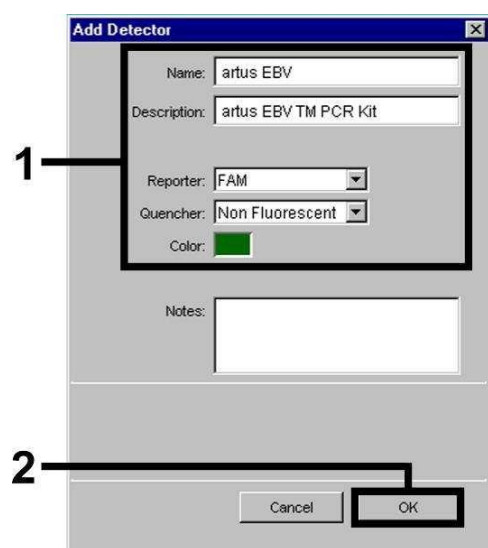 Add Detector
1
Name: artus EBV
Description: artus EBV TM PCR Kit
Reporter: FAM
Quencher: Non Fluorescent
Color:
Notes:
2
Cancel OK